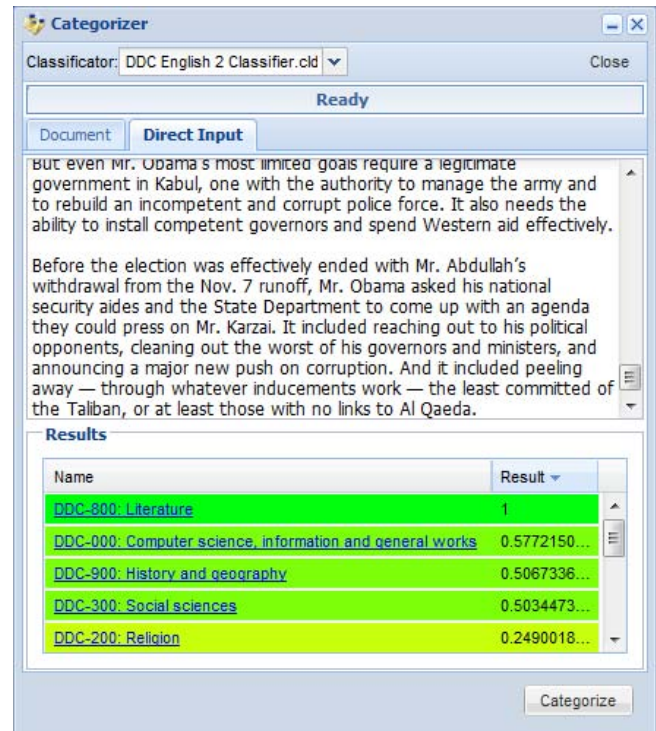 Categorizer
Classificator: DDC English 2 Classifier.cld
Close
Ready
Document
Direct Input
But even Mr. Obama's most limited goals require a legitimate
government in Kabul, one with the authority to manage the army and
to rebuild an incompetent and corrupt police force. It also needs the
ability to install competent governors and spend Western aid effectively.
Before the election was effectively ended with Mr. Abdullah's
withdrawal from the Nov. 7 runoff, Mr. Obama asked his national
security aides and the State Department to come up with an agenda
they could press on Mr. Karzai. It included reaching out to his political
opponents, cleaning out the worst of his governors and ministers, and
announcing a major new push on corruption. And it included peeling
away — through whatever inducements work — the least committed of
the Taliban, or at least those with no links to Al Qaeda.
Results
Name Result
DDC-800: Literature 1
DDC-000: Computer science, information and general works 0.5772150...
DDC-900: History and geography 0.5067336...
DDC-300: Social sciences 0.5034473...
DDC-200: Religion 0.2490018...
Categorize